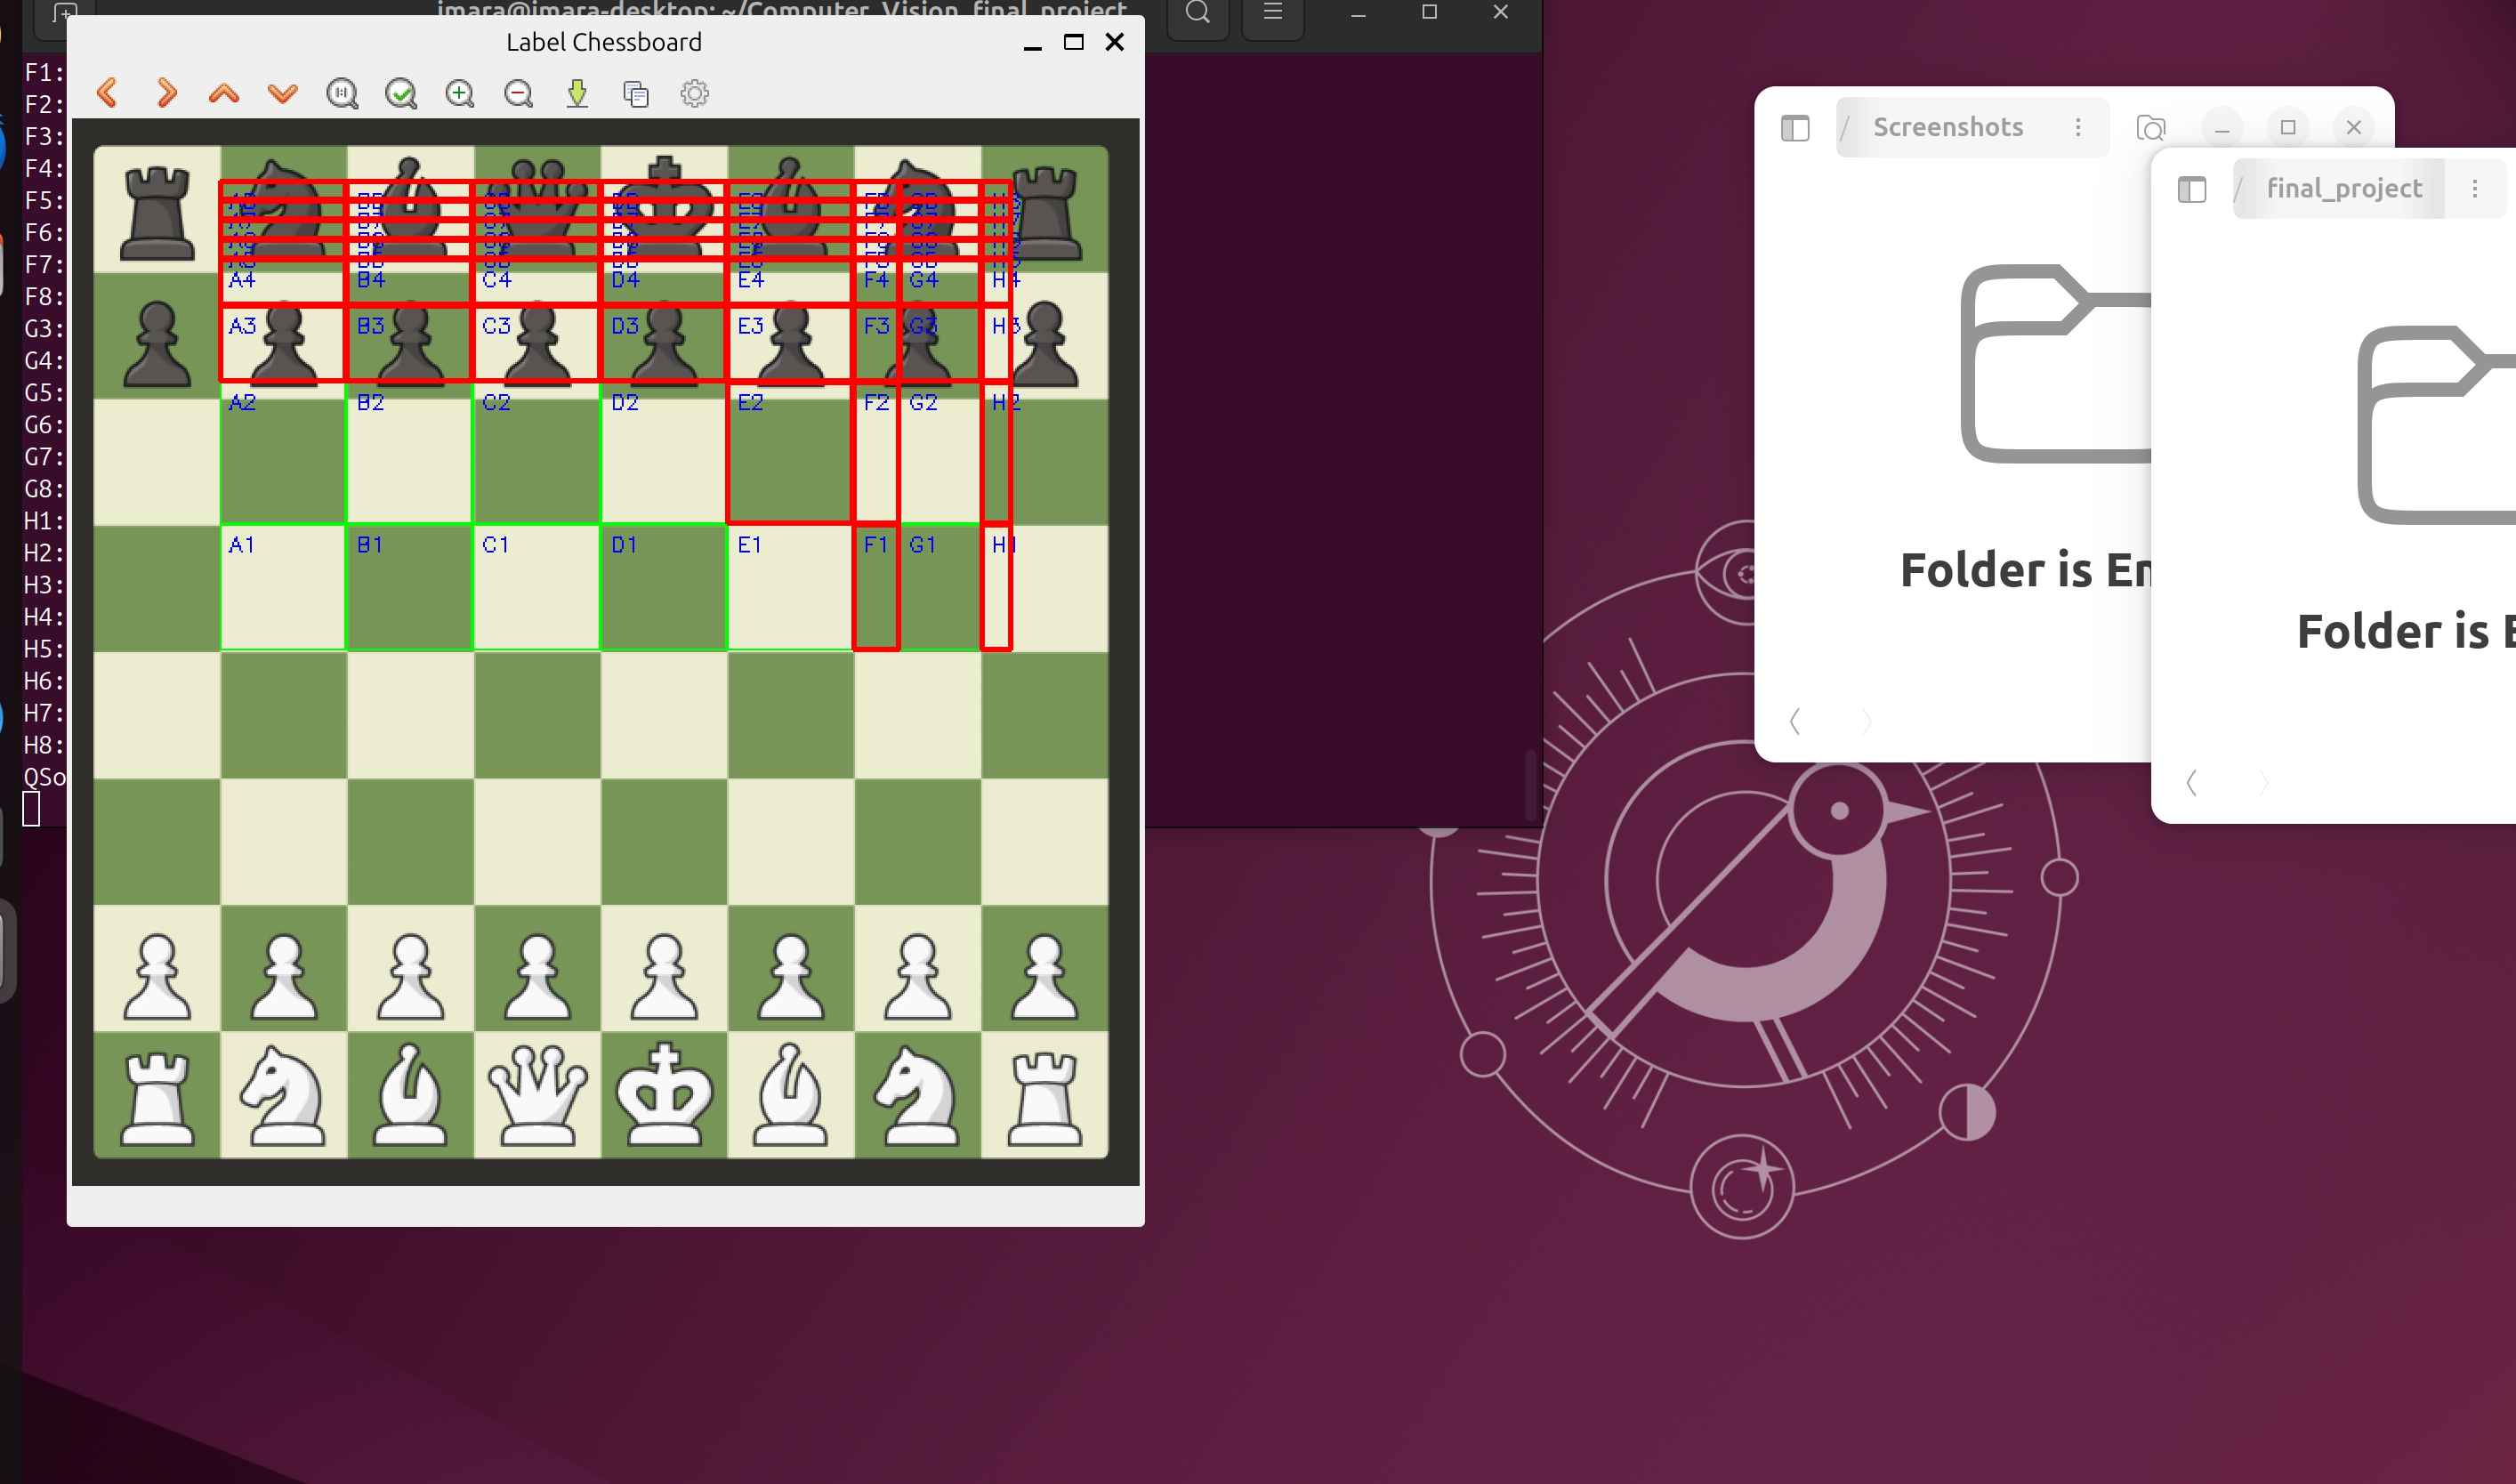 imara@imara-desktop: ~/Computer_Vision_final_project
Label Chessboard
F1:
F2:
F3:
F4:
F5:
F6:
F7:
F8:
G3:
G4:
G5:
G6:
G7:
G8:
H1:
H2:
H3:
H4:
H5:
H6:
H7:
H8:
QSo
A4 B4 C4 D4 E4 F4 G4 H4
A3 B3 C3 D3 E3 F3 G3 H3
A2 B2 C2 D2 E2 F2 G2 H2
A1 B1 C1 D1 E1 F1 G1 H1
/ Screenshots
Folder is Em
/ final_project
Folder is E